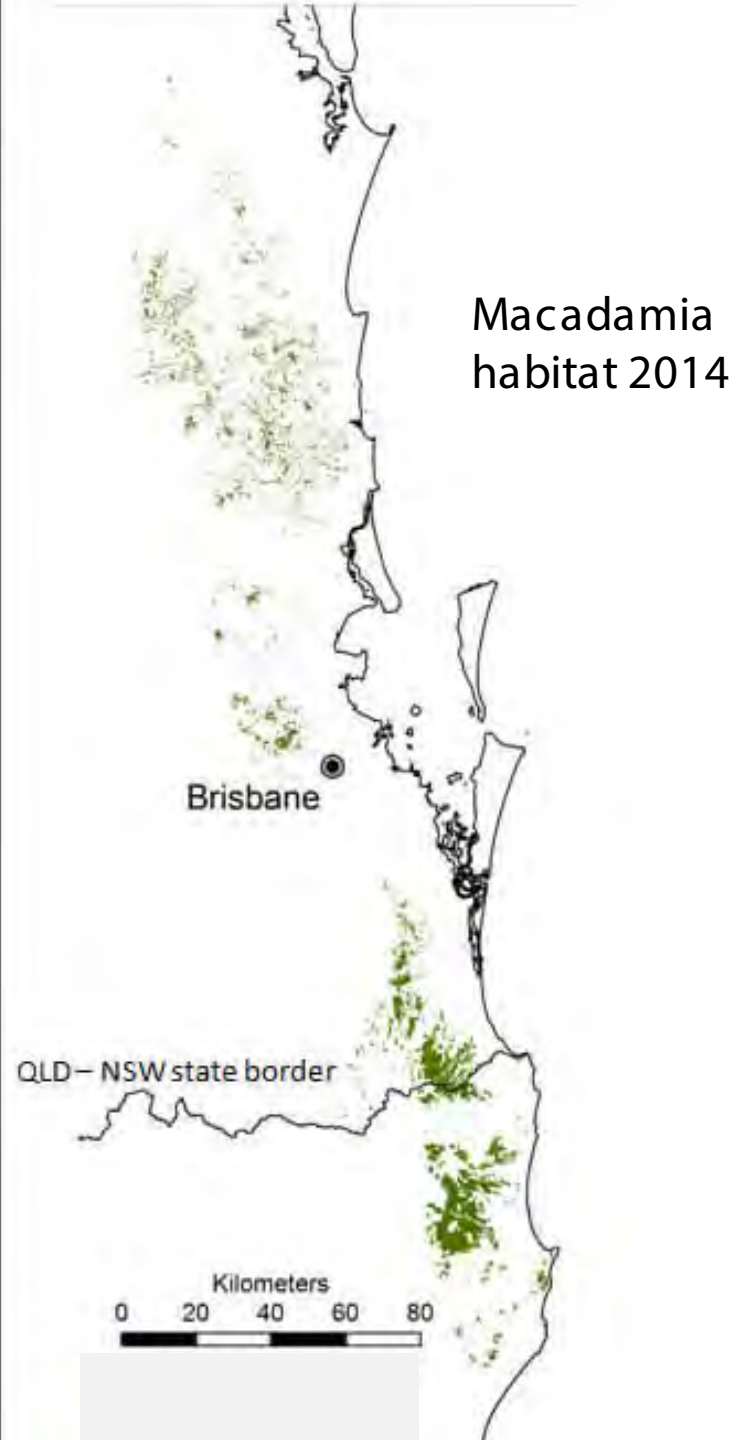 Macadamia
habitat 2014
Brisbane
QLD – NSW state border
Kilometers
0 20 40 60 80